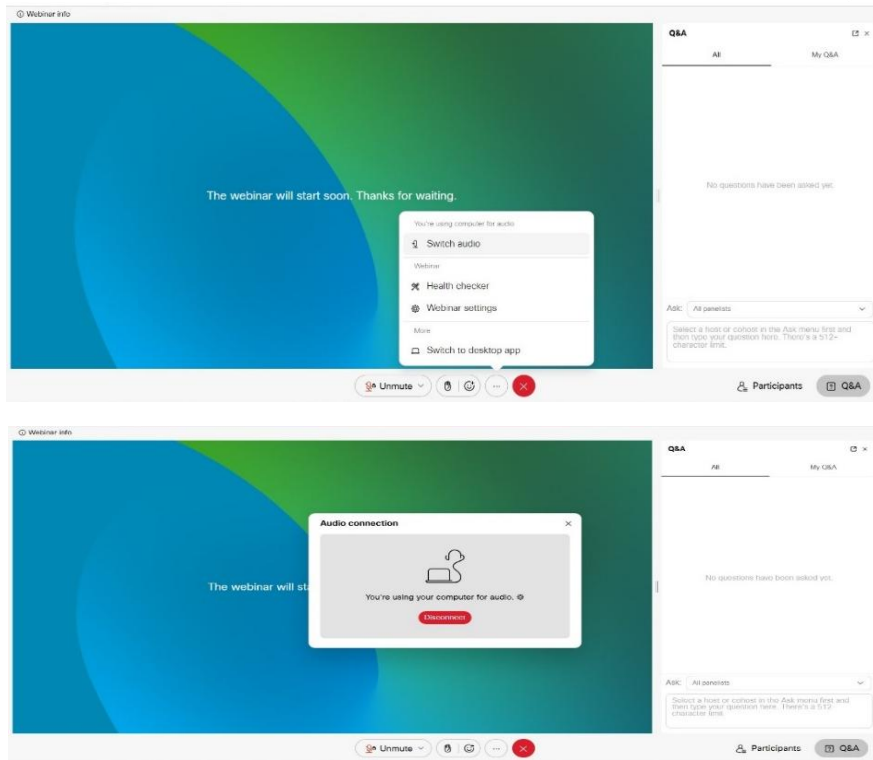 Webinar info
Q&A
All My Q&A
No questions have been asked yet.
The webinar will start soon. Thanks for waiting.
You're using computer for audio
Switch audio
Webinar
Health checker
Webinar settings
More
Switch to desktop app
Ask: All panelists
Select a host or cohost in the Ask menu first and
then type your question here. There's a 512-
character limit.
Unmute
Participants
Q&A
Webinar info
Q&A
All My Q&A
No questions have been asked yet.
Audio connection
The webinar will sta
You're using your computer for audio.
Disconnect
Ask: All panelists
Select a host or cohost in the Ask menu first and
then type your question here. There's a 512-
character limit.
Unmute
Participants
Q&A